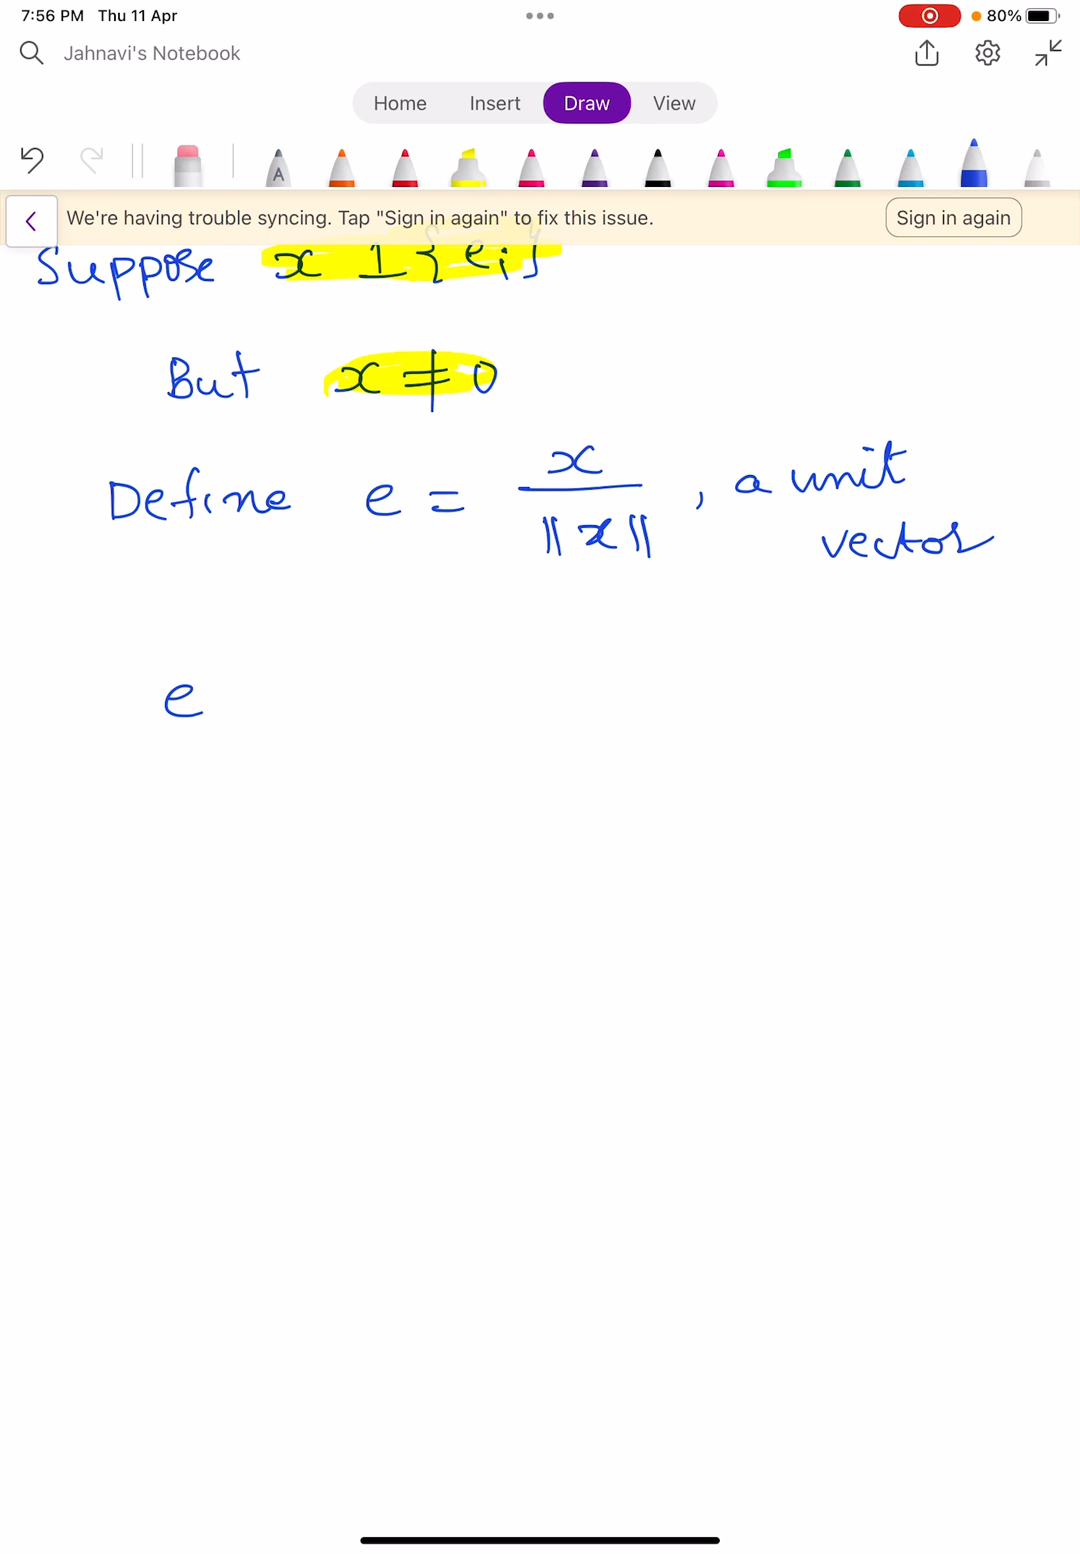 7:56 PM Thu 11 Apr
80%
Jahnavi's Notebook
Home Insert Draw View
A
We're having trouble syncing. Tap "Sign in again" to fix this issue.
Sign in again
Suppose x ⊥ {ei}
But x ≠ 0
Define e = x / ||x|| , a unit
vector
e